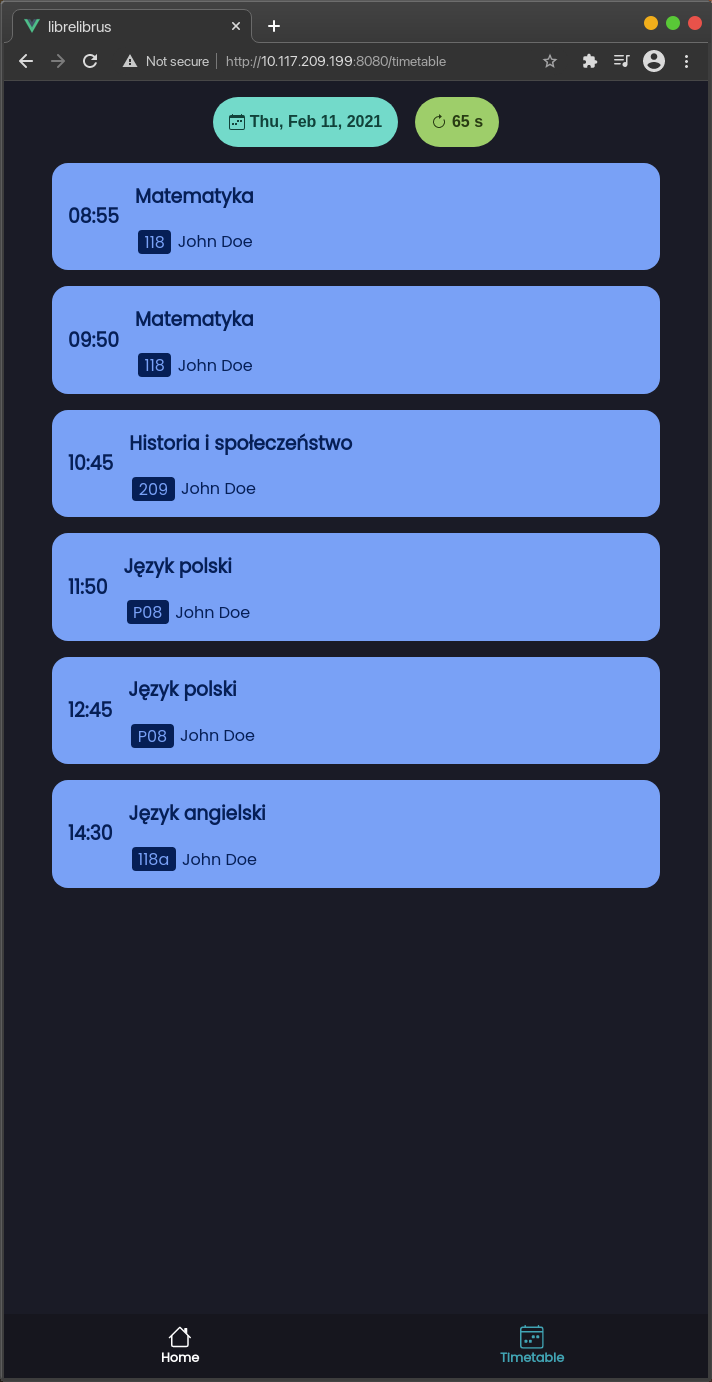 librelibrus
Not secure http://10.117.209.199:8080/timetable
Thu, Feb 11, 2021 65 s
08:55 Matematyka
118 John Doe
09:50 Matematyka
118 John Doe
10:45 Historia i społeczeństwo
209 John Doe
11:50 Język polski
P08 John Doe
12:45 Język polski
P08 John Doe
14:30 Język angielski
118a John Doe
Home Timetable